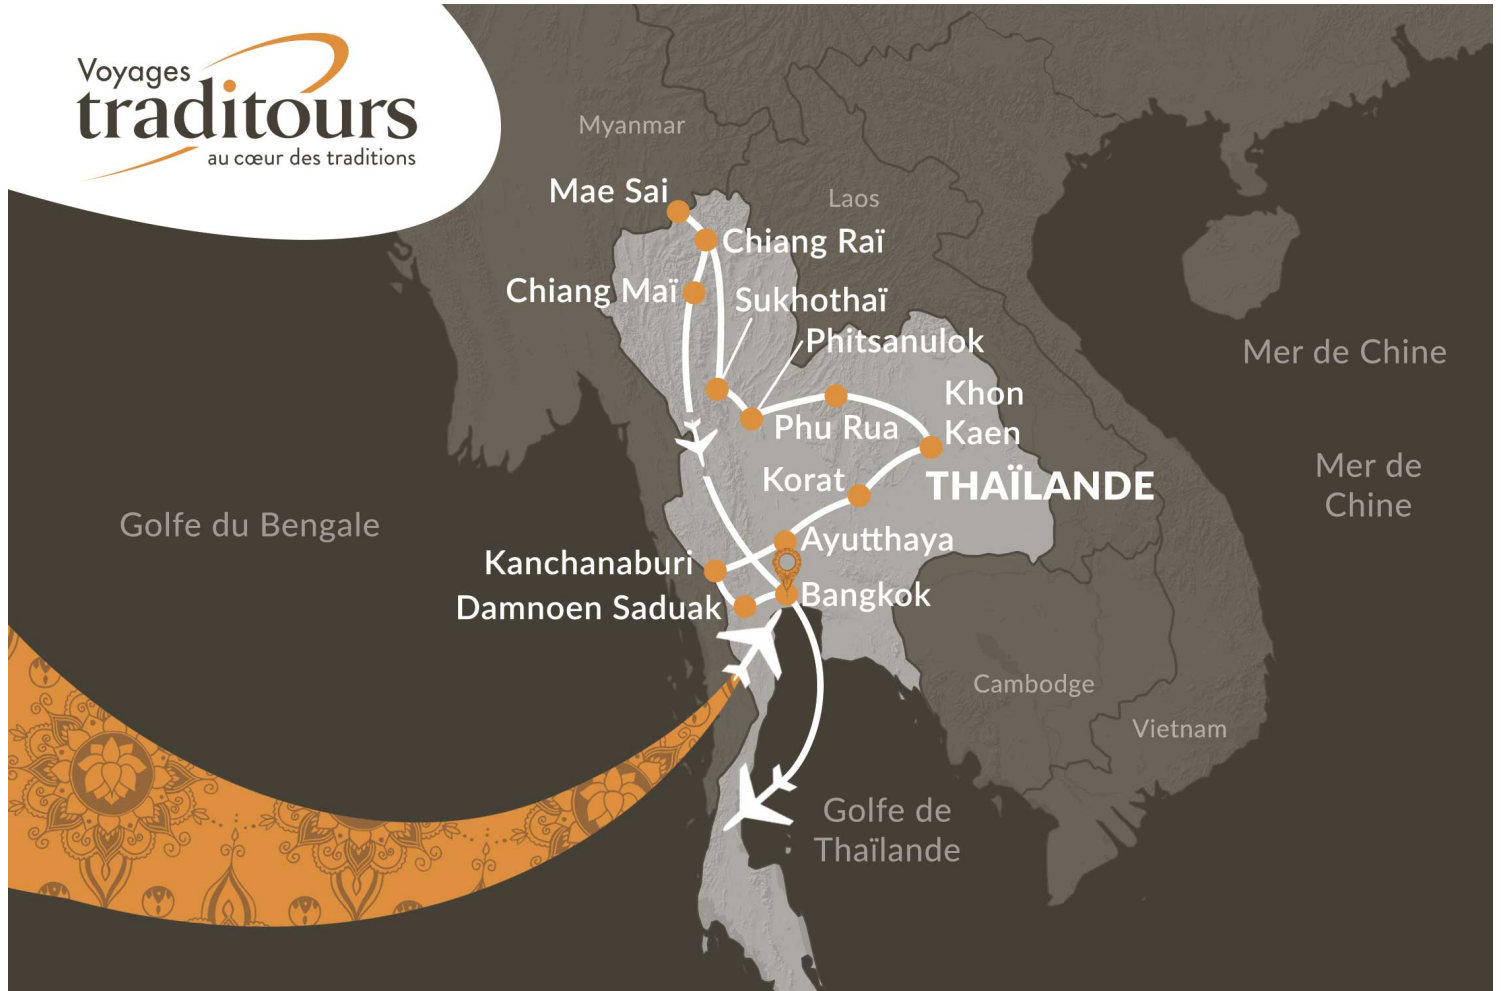 Voyages
traditours
au cœur des traditions
Myanmar
Mae Sai
Laos
Chiang Raï
Chiang Maï
Sukhothaï
Phitsanulok
Mer de Chine
Khon
Kaen
Phu Rua
Korat
THAÏLANDE
Mer de
Chine
Golfe du Bengale
Ayutthaya
Kanchanaburi
Bangkok
Damnoen Saduak
Cambodge
Vietnam
Golfe de
Thaïlande